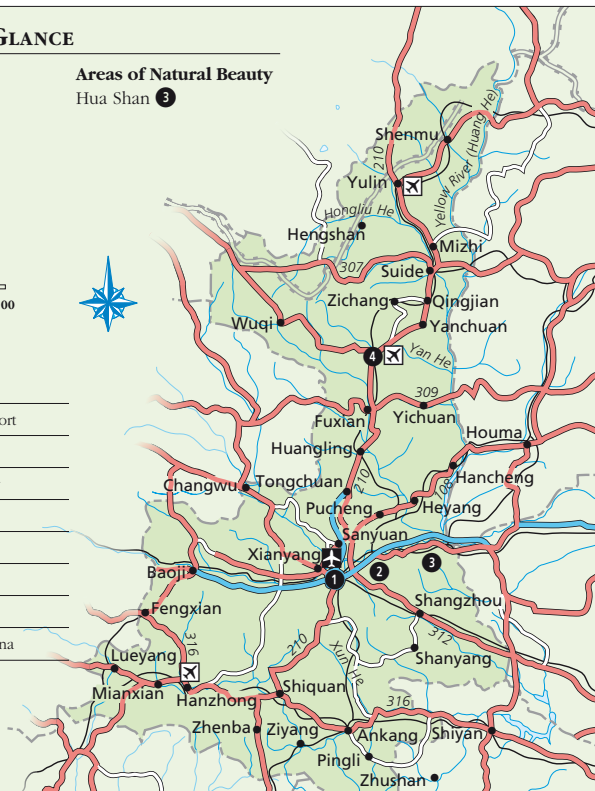 GLANCE
Areas of Natural Beauty
Hua Shan 3
Shenmu
210
Yellow River (Huang He)
Yulin
Hongliu He
Hengshan
Mizhi
307
Suide
00
Zichang
Qingjian
Wuqi
Yanchuan
4
Yan He
309
ort
Fuxian
Yichuan
Houma
Huangling
Hancheng
Changwu
Tongchuan
210
108
Pucheng
Heyang
Sanyuan
Xianyang
Baoji
1
2
3
Fengxian
Shangzhou
316
210
Xun He
312
na
Lueyang
Shanyang
Mianxian
Hanzhong
Shiquan
316
Zhenba
Ziyang
Ankang
Shiyan
Pingli
Zhushan